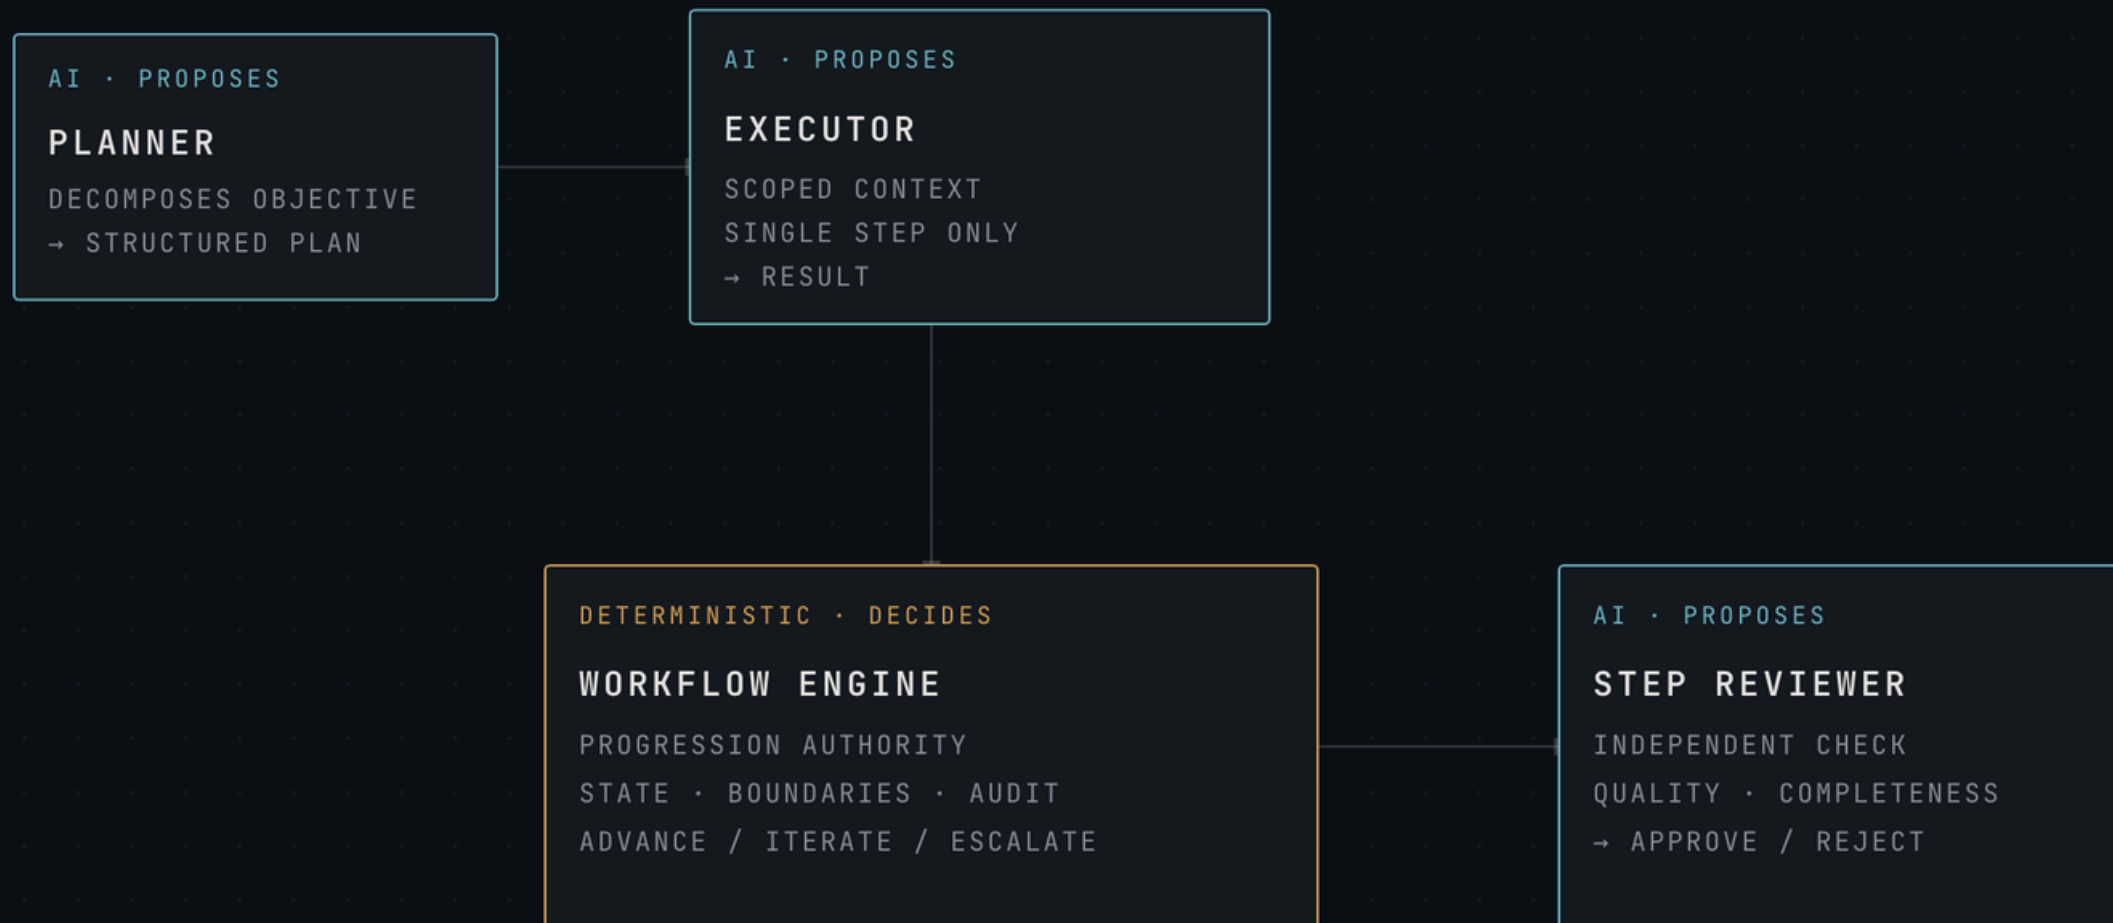 AI · PROPOSES
PLANNER
DECOMPOSES OBJECTIVE
→ STRUCTURED PLAN
AI · PROPOSES
EXECUTOR
SCOPED CONTEXT
SINGLE STEP ONLY
→ RESULT
DETERMINISTIC · DECIDES
WORKFLOW ENGINE
PROGRESSION AUTHORITY
STATE · BOUNDARIES · AUDIT
ADVANCE / ITERATE / ESCALATE
AI · PROPOSES
STEP REVIEWER
INDEPENDENT CHECK
QUALITY · COMPLETENESS
→ APPROVE / REJECT